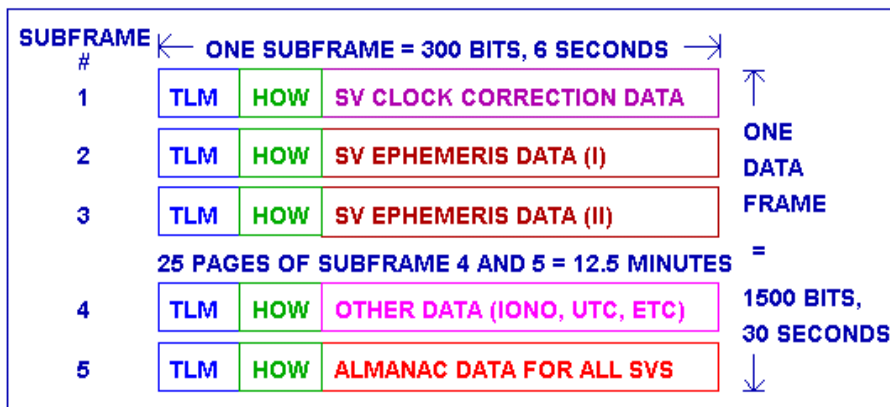 SUBFRAME
#
ONE SUBFRAME = 300 BITS, 6 SECONDS
1 TLM HOW SV CLOCK CORRECTION DATA
2 TLM HOW SV EPHEMERIS DATA (I)
3 TLM HOW SV EPHEMERIS DATA (II)
25 PAGES OF SUBFRAME 4 AND 5 = 12.5 MINUTES
4 TLM HOW OTHER DATA (IONO, UTC, ETC)
5 TLM HOW ALMANAC DATA FOR ALL SVS
ONE
DATA
FRAME
=
1500 BITS,
30 SECONDS